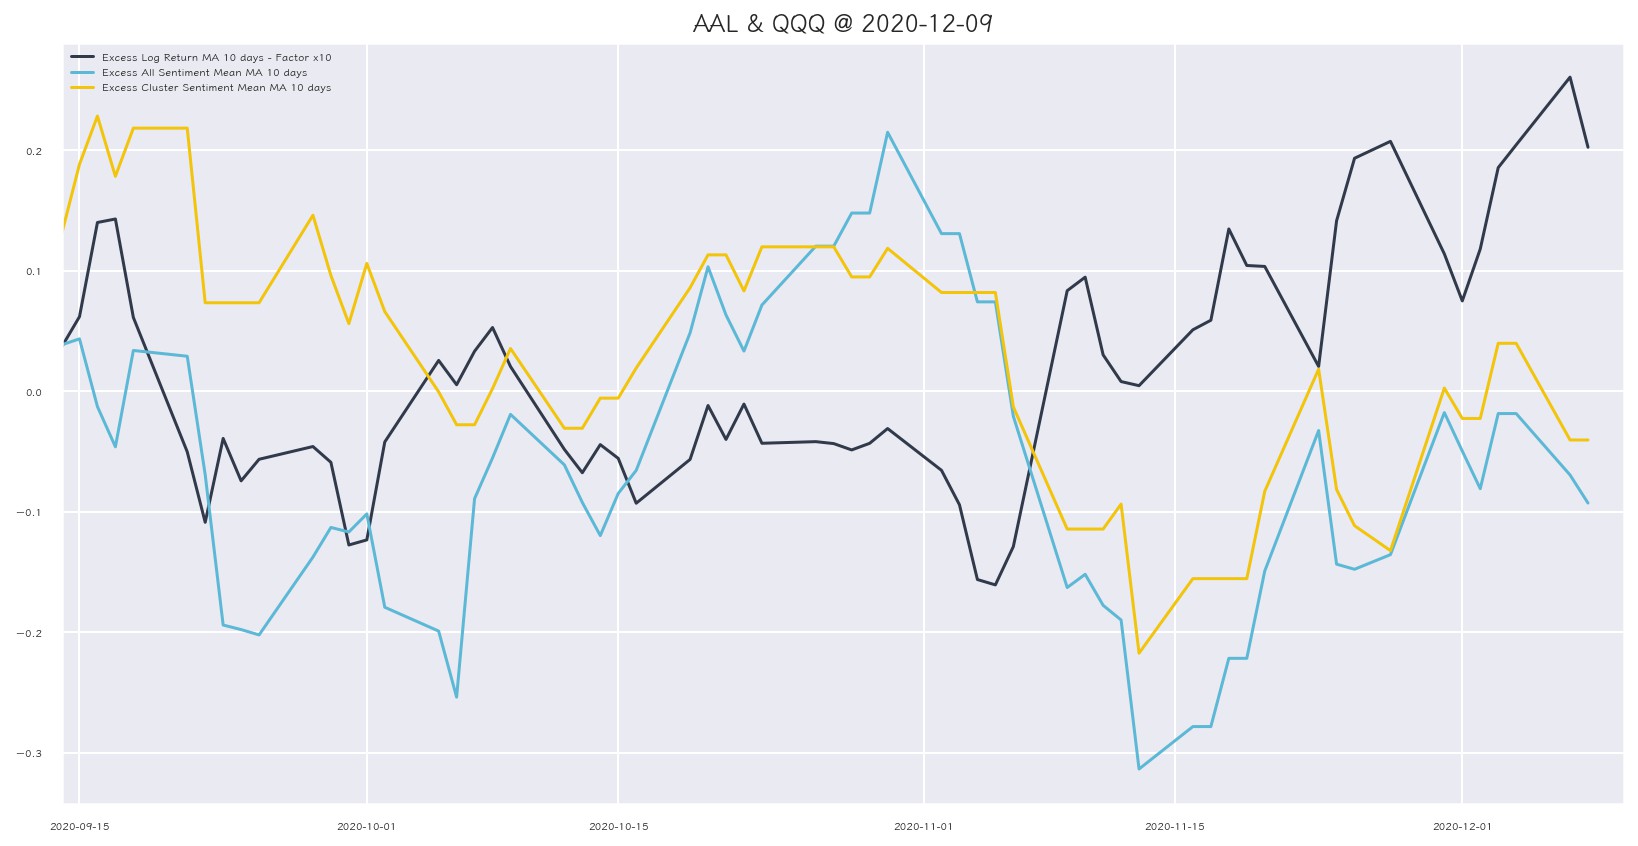 AAL & QQQ @ 2020-12-09
Excess Log Return MA 10 days - Factor x10
Excess All Sentiment Mean MA 10 days
Excess Cluster Sentiment Mean MA 10 days
0.2
0.1
0.0
−0.1
−0.2
−0.3
2020-09-15 2020-10-01 2020-10-15 2020-11-01 2020-11-15 2020-12-01